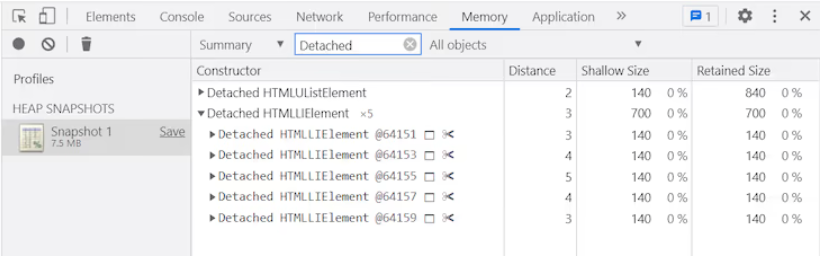 Elements Console Sources Network Performance Memory Application » 1
Summary Detached All objects
Profiles
HEAP SNAPSHOTS
Snapshot 1 Save
7.5 MB
Constructor Distance Shallow Size Retained Size
Detached HTMLUListElement 2 140 0 % 840 0 %
Detached HTMLLIElement ×5 3 700 0 % 700 0 %
Detached HTMLLIElement @64151 3 140 0 % 140 0 %
Detached HTMLLIElement @64153 4 140 0 % 140 0 %
Detached HTMLLIElement @64155 5 140 0 % 140 0 %
Detached HTMLLIElement @64157 4 140 0 % 140 0 %
Detached HTMLLIElement @64159 3 140 0 % 140 0 %